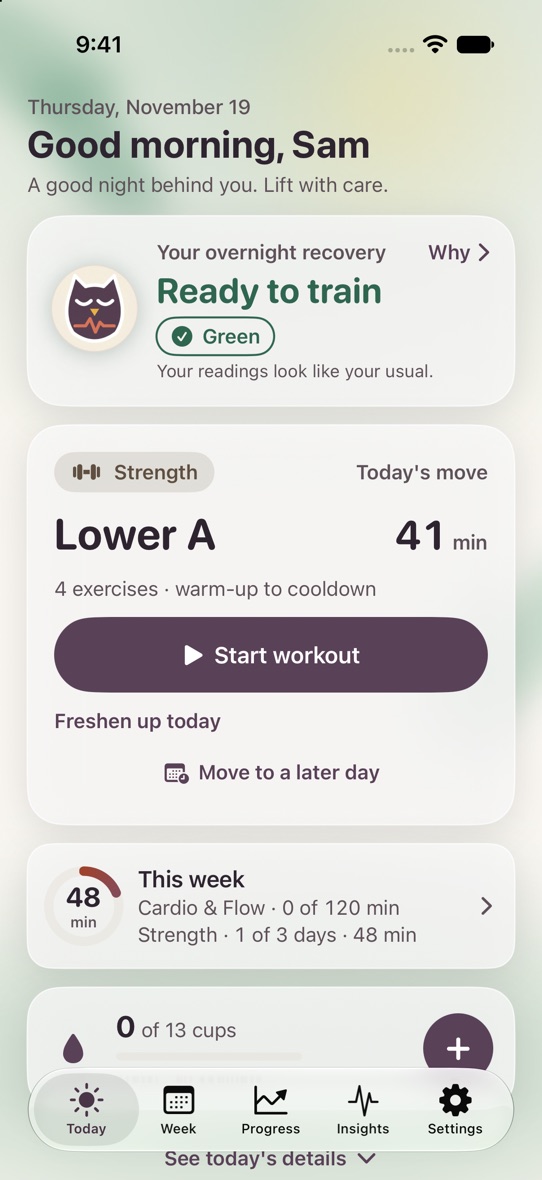 9:41
Thursday, November 19
Good morning, Sam
A good night behind you. Lift with care.
Your overnight recovery
Why
Ready to train
Green
Your readings look like your usual.
Strength
Today's move
Lower A
41 min
4 exercises · warm-up to cooldown
Start workout
Freshen up today
Move to a later day
48
min
This week
Cardio & Flow · 0 of 120 min
Strength · 1 of 3 days · 48 min
0 of 13 cups
Today
Week
Progress
Insights
Settings
See today's details